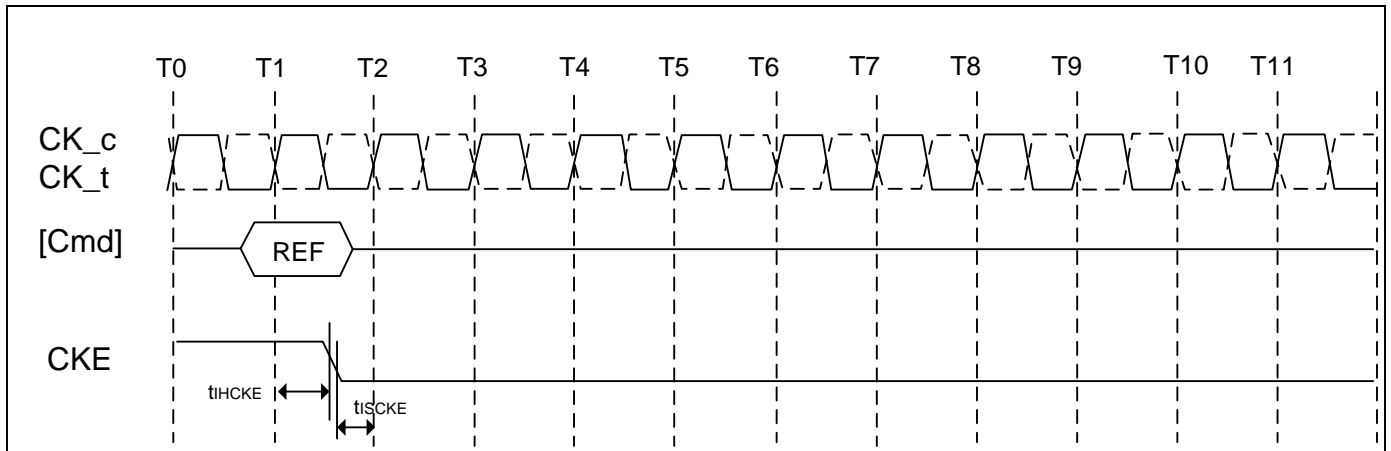 T0 T1 T2 T3 T4 T5 T6 T7 T8 T9 T10 T11
CK_c
CK_t
[Cmd] REF
CKE
tIHCKE
tISCKE